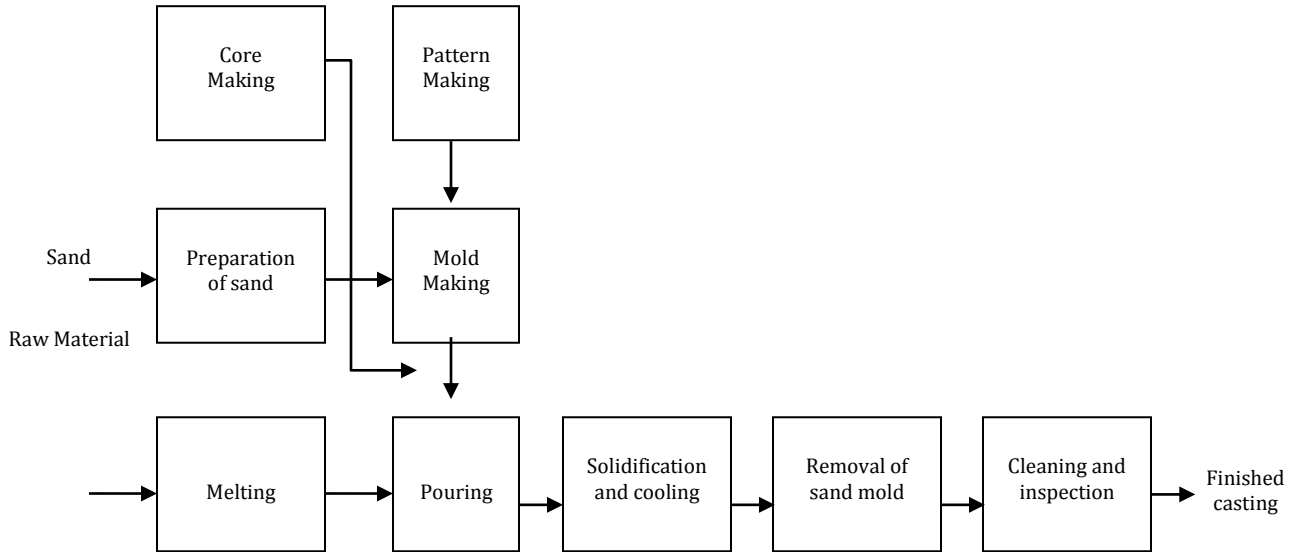 Core
Making
Pattern
Making
Sand
Preparation
of sand
Mold
Making
Raw Material
Melting
Pouring
Solidification
and cooling
Removal of
sand mold
Cleaning and
inspection
Finished
casting